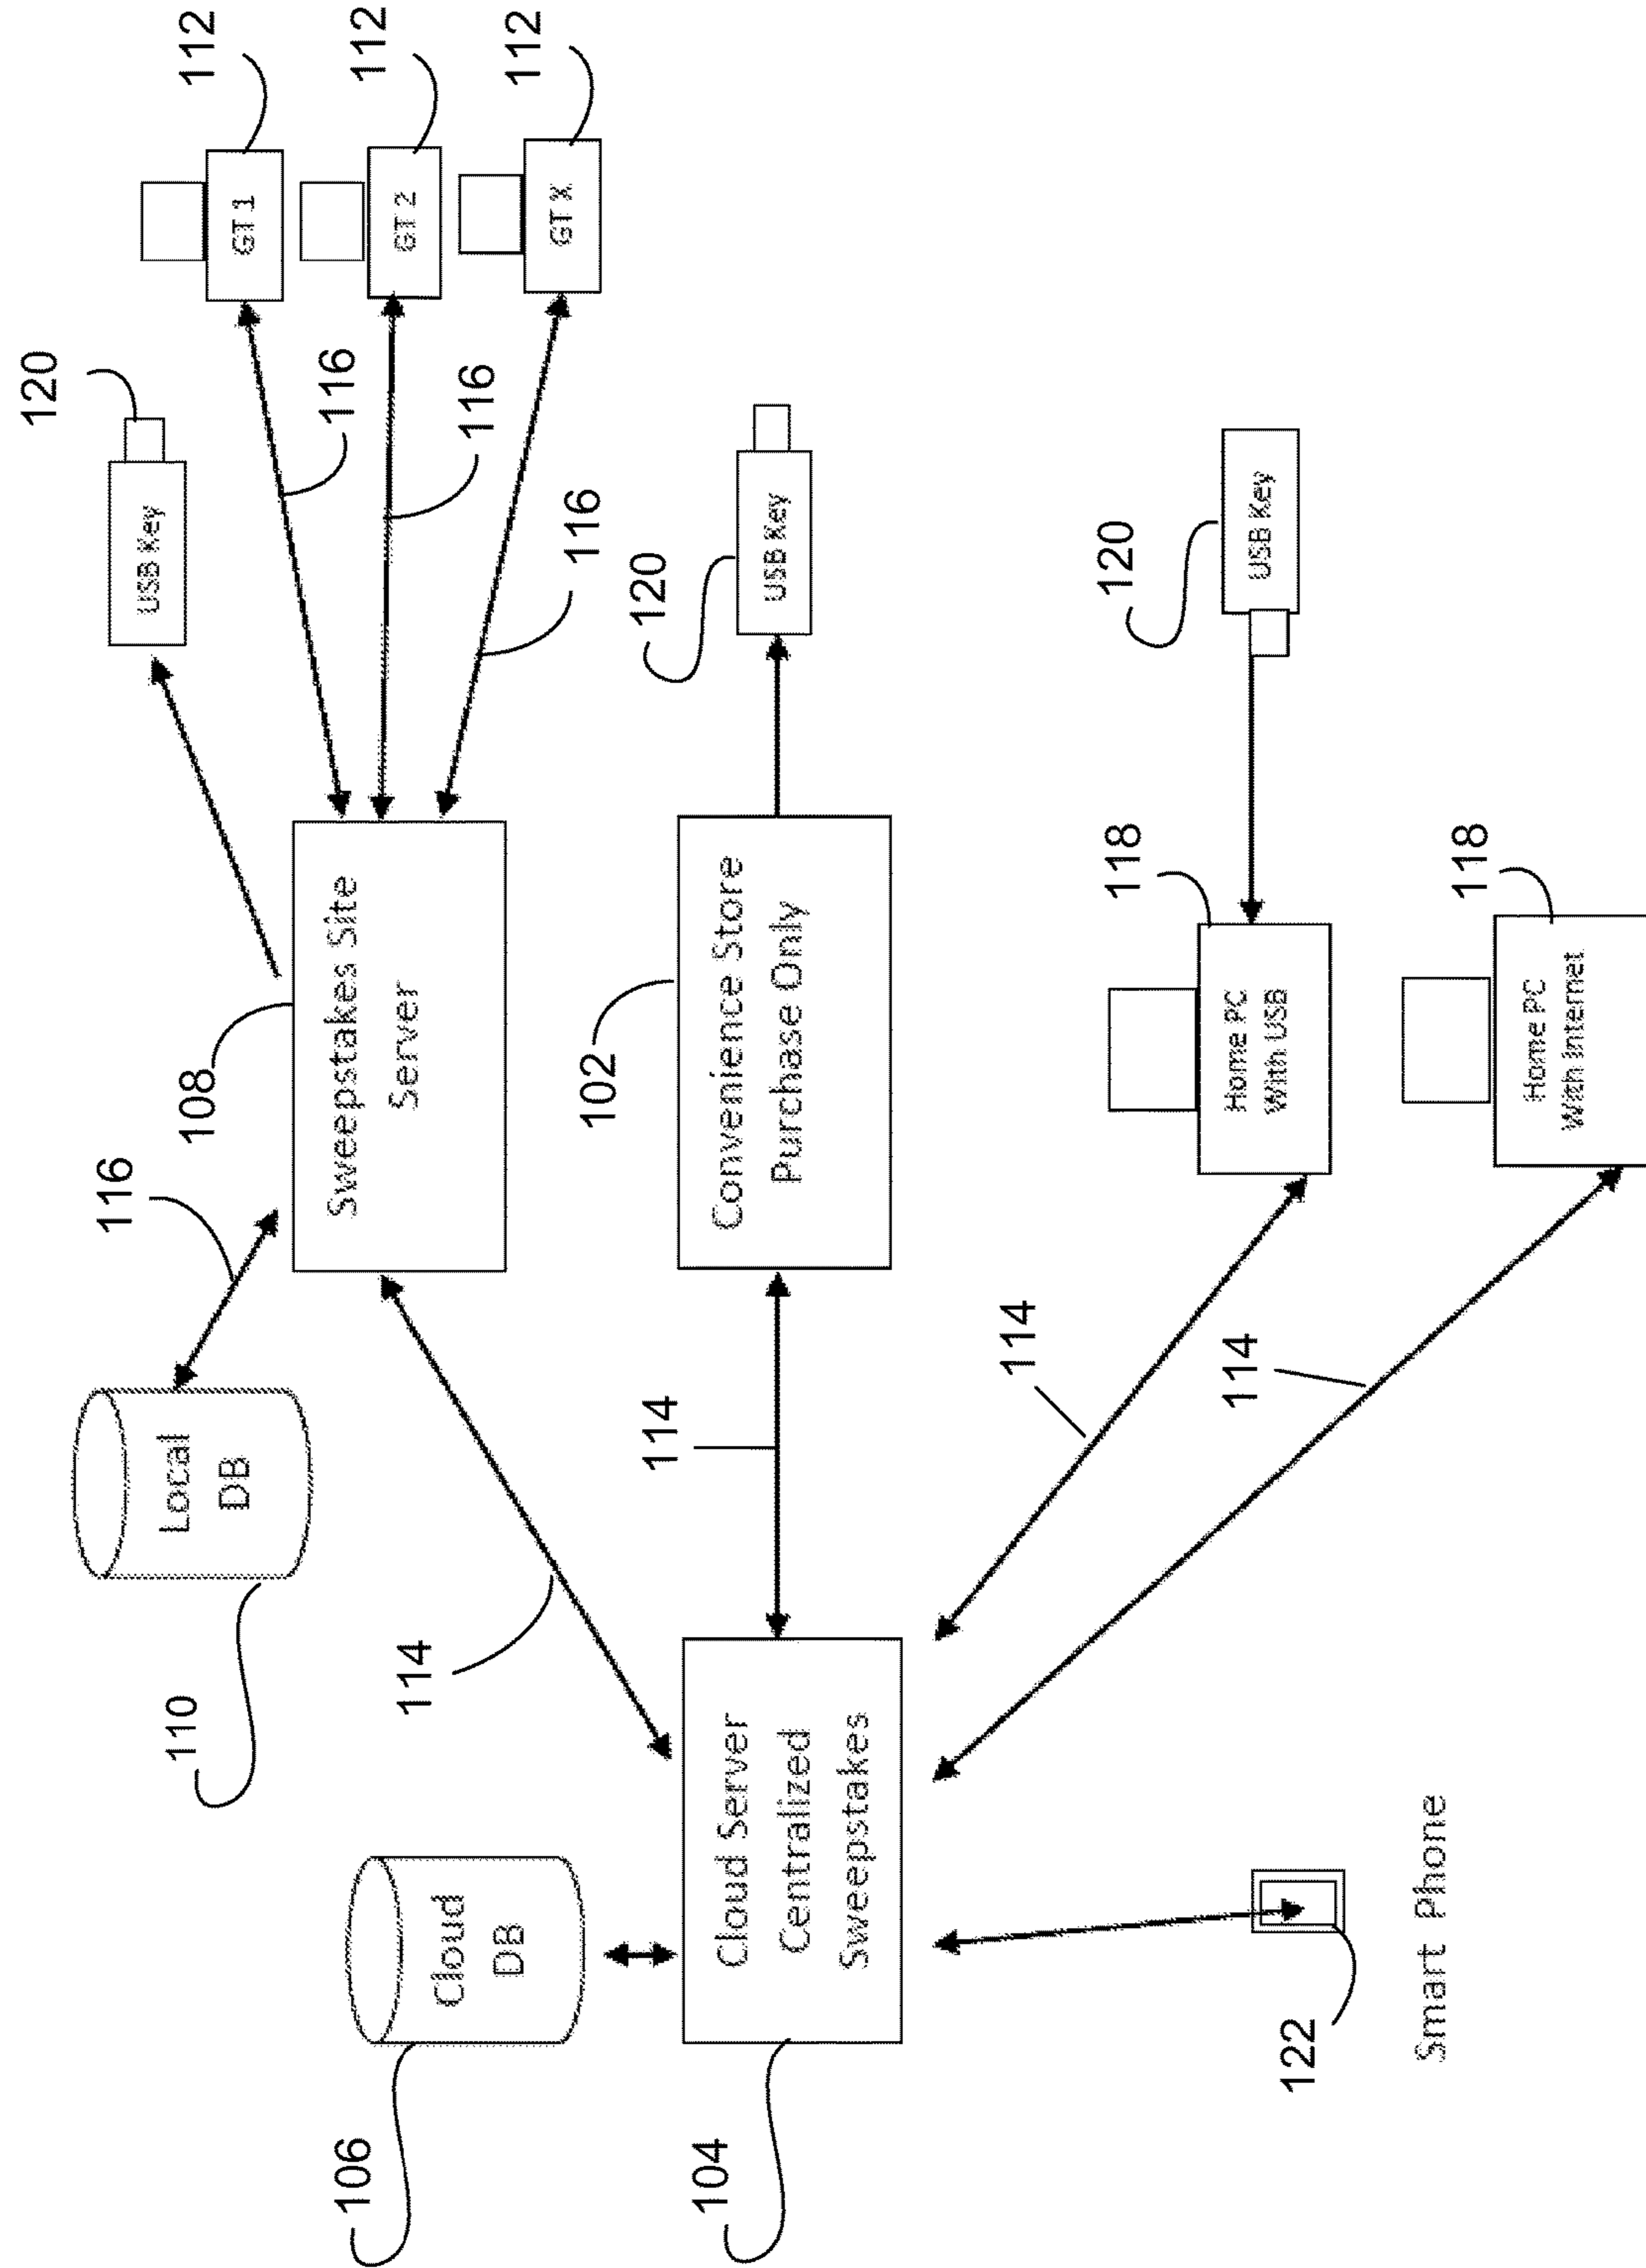 110
Local
DB
116
108
Sweepstakes Site
Server
120
USB Key
112
GT 1
116
112
GT 2
116
112
GT X
116
106
Cloud
DB
114
104
Cloud Server
Centralized
Sweepstakes
114
102
Convenience Store
Purchase Only
120
USB Key
114
118
Home PC
With USB
120
USB Key
114
122
Smart Phone
118
Home PC
With Internet